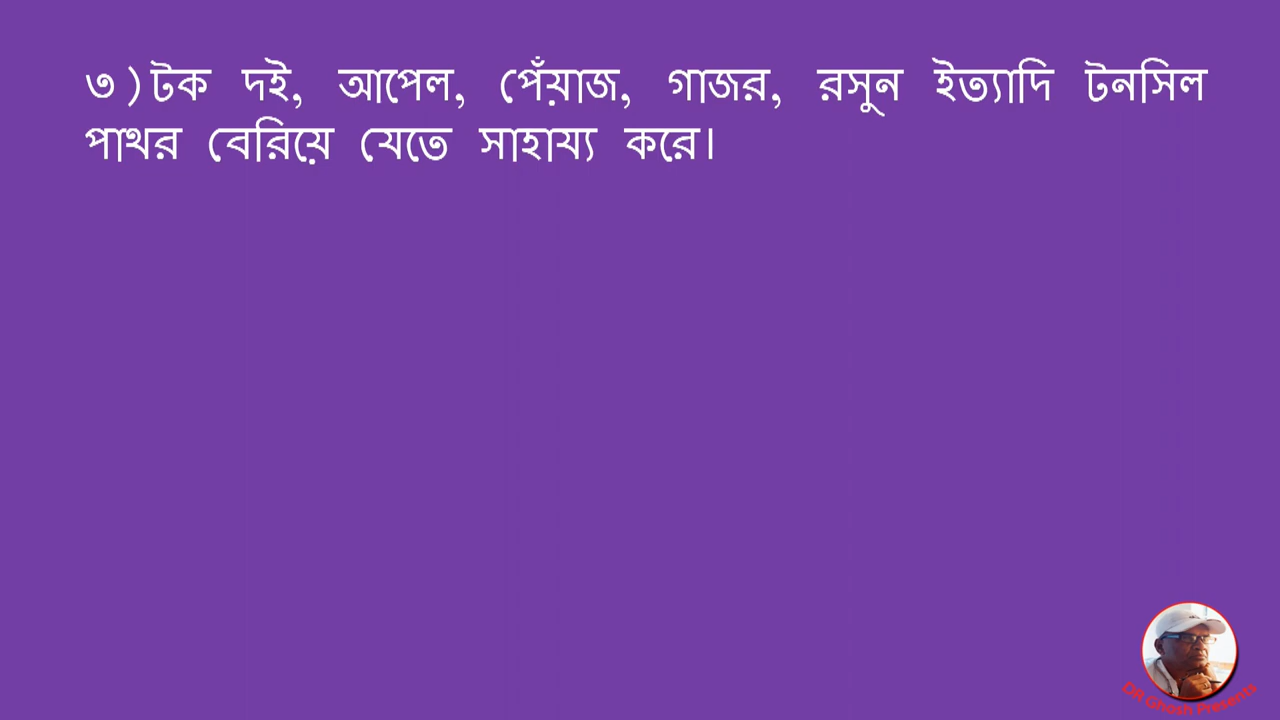 ৩)টক দই, আপেল, পেঁয়াজ, গাজর, রসুন ইত্যাদি টনসিল
পাথর বেরিয়ে যেতে সাহায্য করে।
DR Ghosh Presents